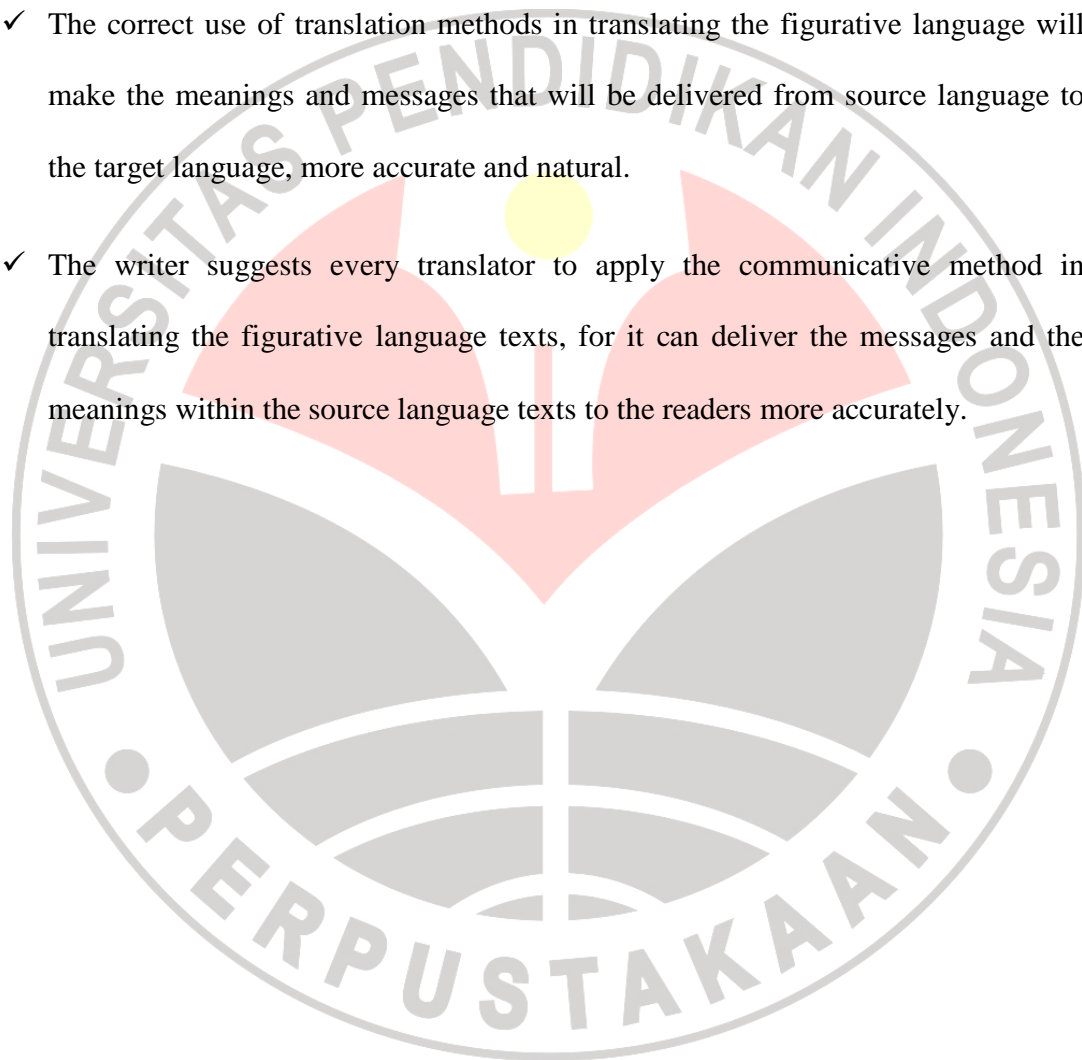 ✓ The correct use of translation methods in translating the figurative language will
make the meanings and messages that will be delivered from source language to
the target language, more accurate and natural.
✓ The writer suggests every translator to apply the communicative method in
translating the figurative language texts, for it can deliver the messages and the
meanings within the source language texts to the readers more accurately.
UNIVERSITAS PENDIDIKAN INDONESIA
PERPUSTAKAAN